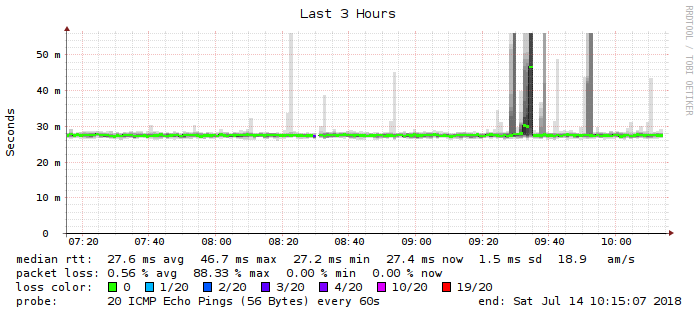 Last 3 Hours
RRDTOOL / TOBI OETIKER
Seconds
50 m
40 m
30 m
20 m
10 m
0
07:20 07:40 08:00 08:20 08:40 09:00 09:20 09:40 10:00
median rtt: 27.6 ms avg 46.7 ms max 27.2 ms min 27.4 ms now 1.5 ms sd 18.9 am/s
packet loss: 0.56 % avg 88.33 % max 0.00 % min 0.00 % now
loss color: 0 1/20 2/20 3/20 4/20 10/20 19/20
probe: 20 ICMP Echo Pings (56 Bytes) every 60s end: Sat Jul 14 10:15:07 2018